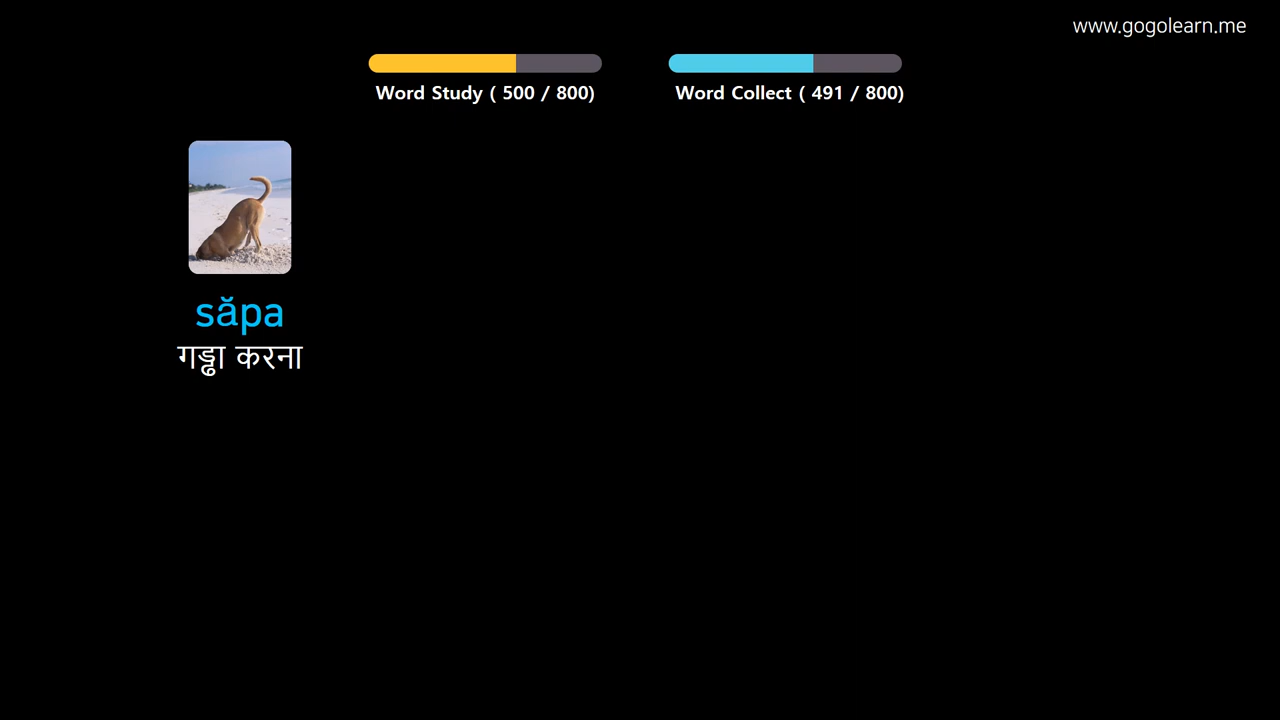 www.gogolearn.me
Word Study ( 500 / 800)
Word Collect ( 491 / 800)
săpa
गड्ढा करना